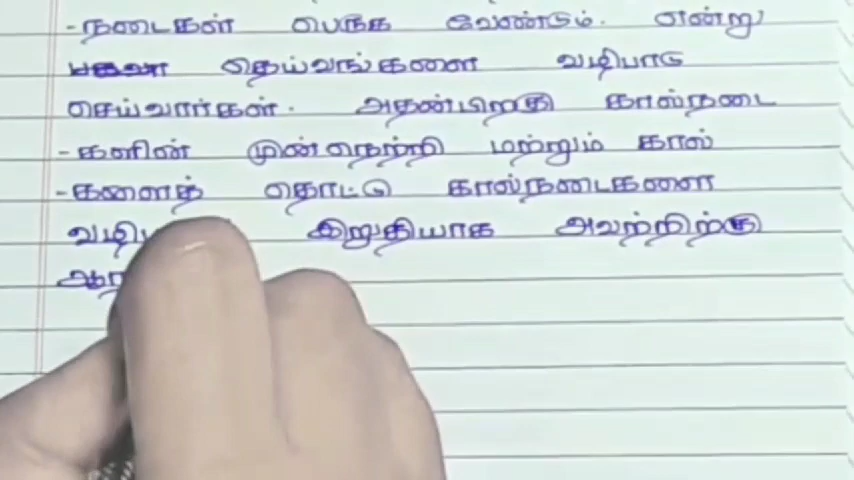 -நடைகள் பெருக வேண்டும். என்று
தெய்வங்களை வழிபாடு
செய்வார்கள். அதன்பிறகு கால்நடை
-களின் முன்நெற்றி மற்றும் கால்
-களைத் தொட்டு கால்நடைகளை
இறுதியாக அவற்றிற்கு